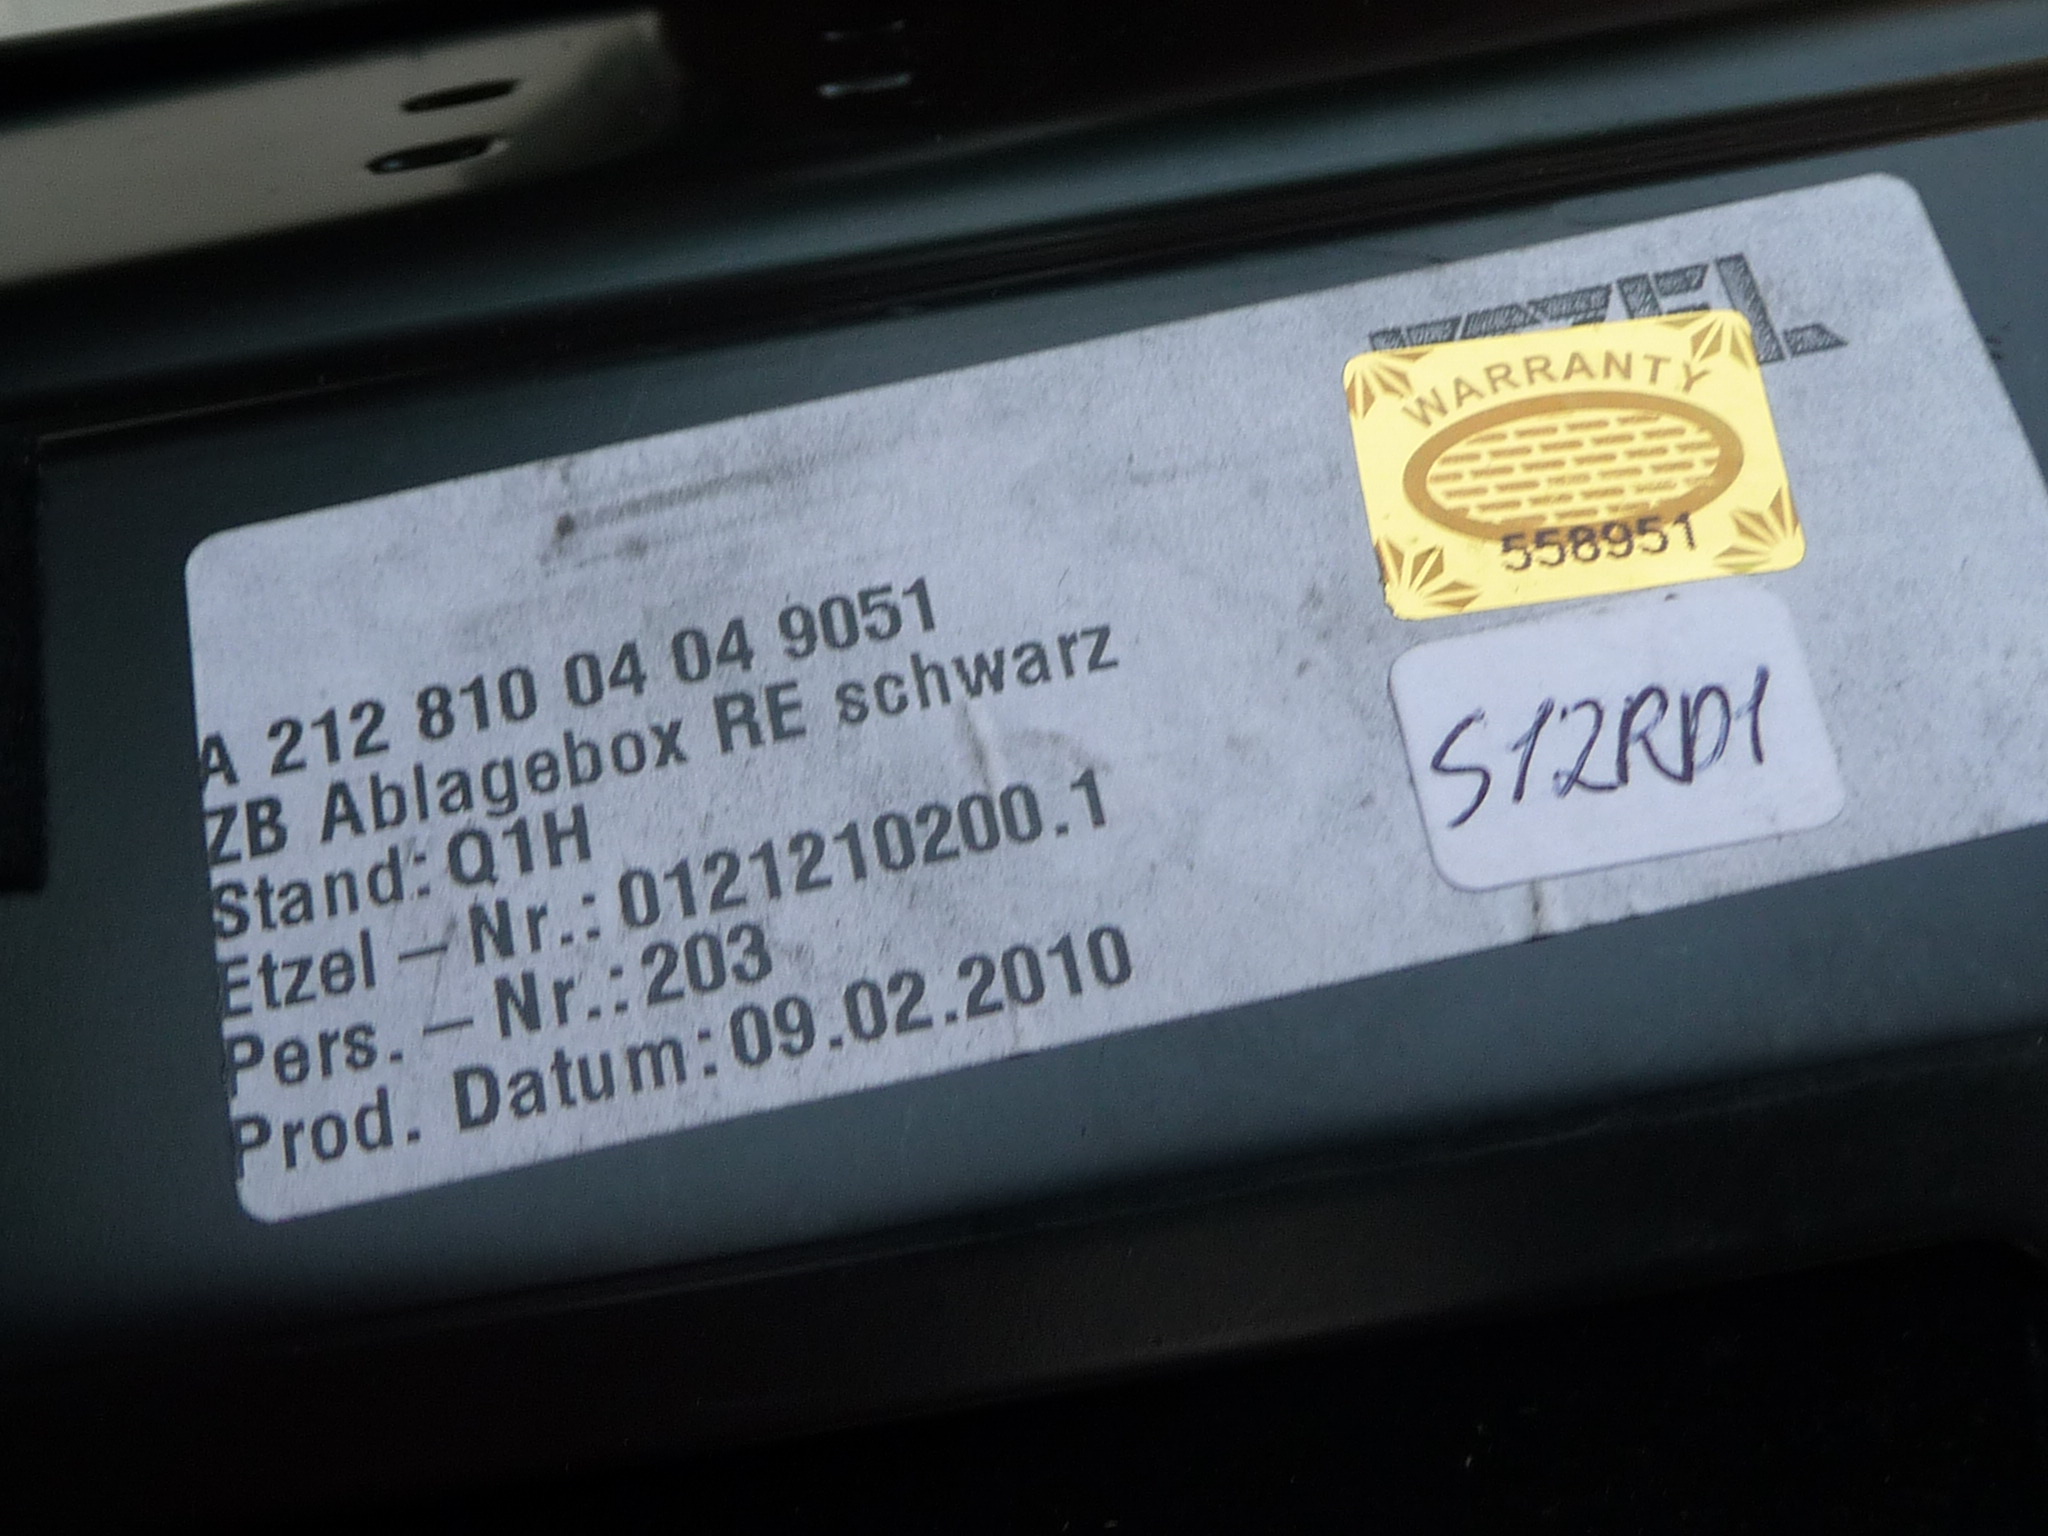 WARRANTY
558951
S12RD1
A 212 810 04 04 9051
ZB Ablagebox RE schwarz
Stand: Q1H
Etzel – Nr.: 0121210200.1
Pers. – Nr.: 203
Prod. Datum: 09.02.2010